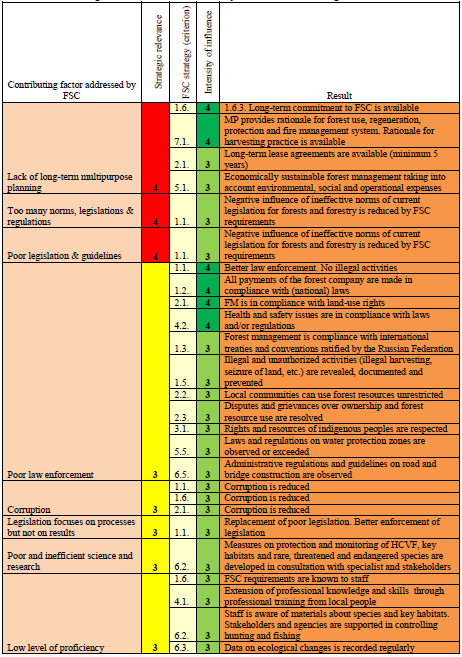 Contributing factor addressed by FSC
Strategic relevance
FSC strategy (criterion)
Intensity of influence
Result
Lack of long-term multipurpose planning
4
1.6.
4
1.6.3. Long-term commitment to FSC is available
7.1.
4
MP provides rationale for forest use, regeneration,
protection and fire management system. Rationale for
harvesting practice is available
2.1.
3
Long-term lease agreements are available (minimum 5
years)
5.1.
3
Economically sustainable forest management taking into
account environmental, social and operational expenses
Too many norms, legislations &
regulations
4
1.1.
3
Negative influence of ineffective norms of current
legislation for forests and forestry is reduced by FSC
requirements
Poor legislation & guidelines
4
1.1.
3
Negative influence of ineffective norms of current
legislation for forests and forestry is reduced by FSC
requirements
Poor law enforcement
3
1.1.
4
Better law enforcement. No illegal activities
1.2.
4
All payments of the forest company are made in
compliance with (national) laws
2.1.
4
FM is in compliance with land-use rights
4.2.
4
Health and safety issues are in compliance with laws
and/or regulations
1.3.
3
Forest management is compliance with international
treaties and conventions ratified by the Russian Federation
1.5.
3
Illegal and unauthorized activities (illegal harvesting,
seizure of land, etc.) are revealed, documented and
prevented
2.2.
3
Local communities can use forest resources unrestricted
2.3.
3
Disputes and grievances over ownership and forest
resource use are resolved
3.1.
3
Rights and resources of indigenous peoples are respected
5.5.
3
Laws and regulations on water protection zones are
observed or exceeded
6.5.
3
Administrative regulations and guidelines on road and
bridge construction are observed
Corruption
3
1.1.
3
Corruption is reduced
1.6.
3
Corruption is reduced
2.1.
3
Corruption is reduced
Legislation focuses on processes
but not on results
3
1.1.
3
Replacement of poor legislation. Better enforcement of
legislation
Poor and inefficient science and
research
3
6.2.
3
Measures on protection and monitoring of HCVF, key
habitats and rare, threatened and endangered species are
developed in consultation with specialist and stakeholders
Low level of proficiency
3
1.6.
3
FSC requirements are known to staff
4.1.
3
Extension of professional knowledge and skills through
professional training from local people
6.2.
3
Staff is aware of materials about species and key habitats.
Stakeholders and agencies are supported in controlling
hunting and fishing
6.3.
3
Data on ecological changes is recorded regularly